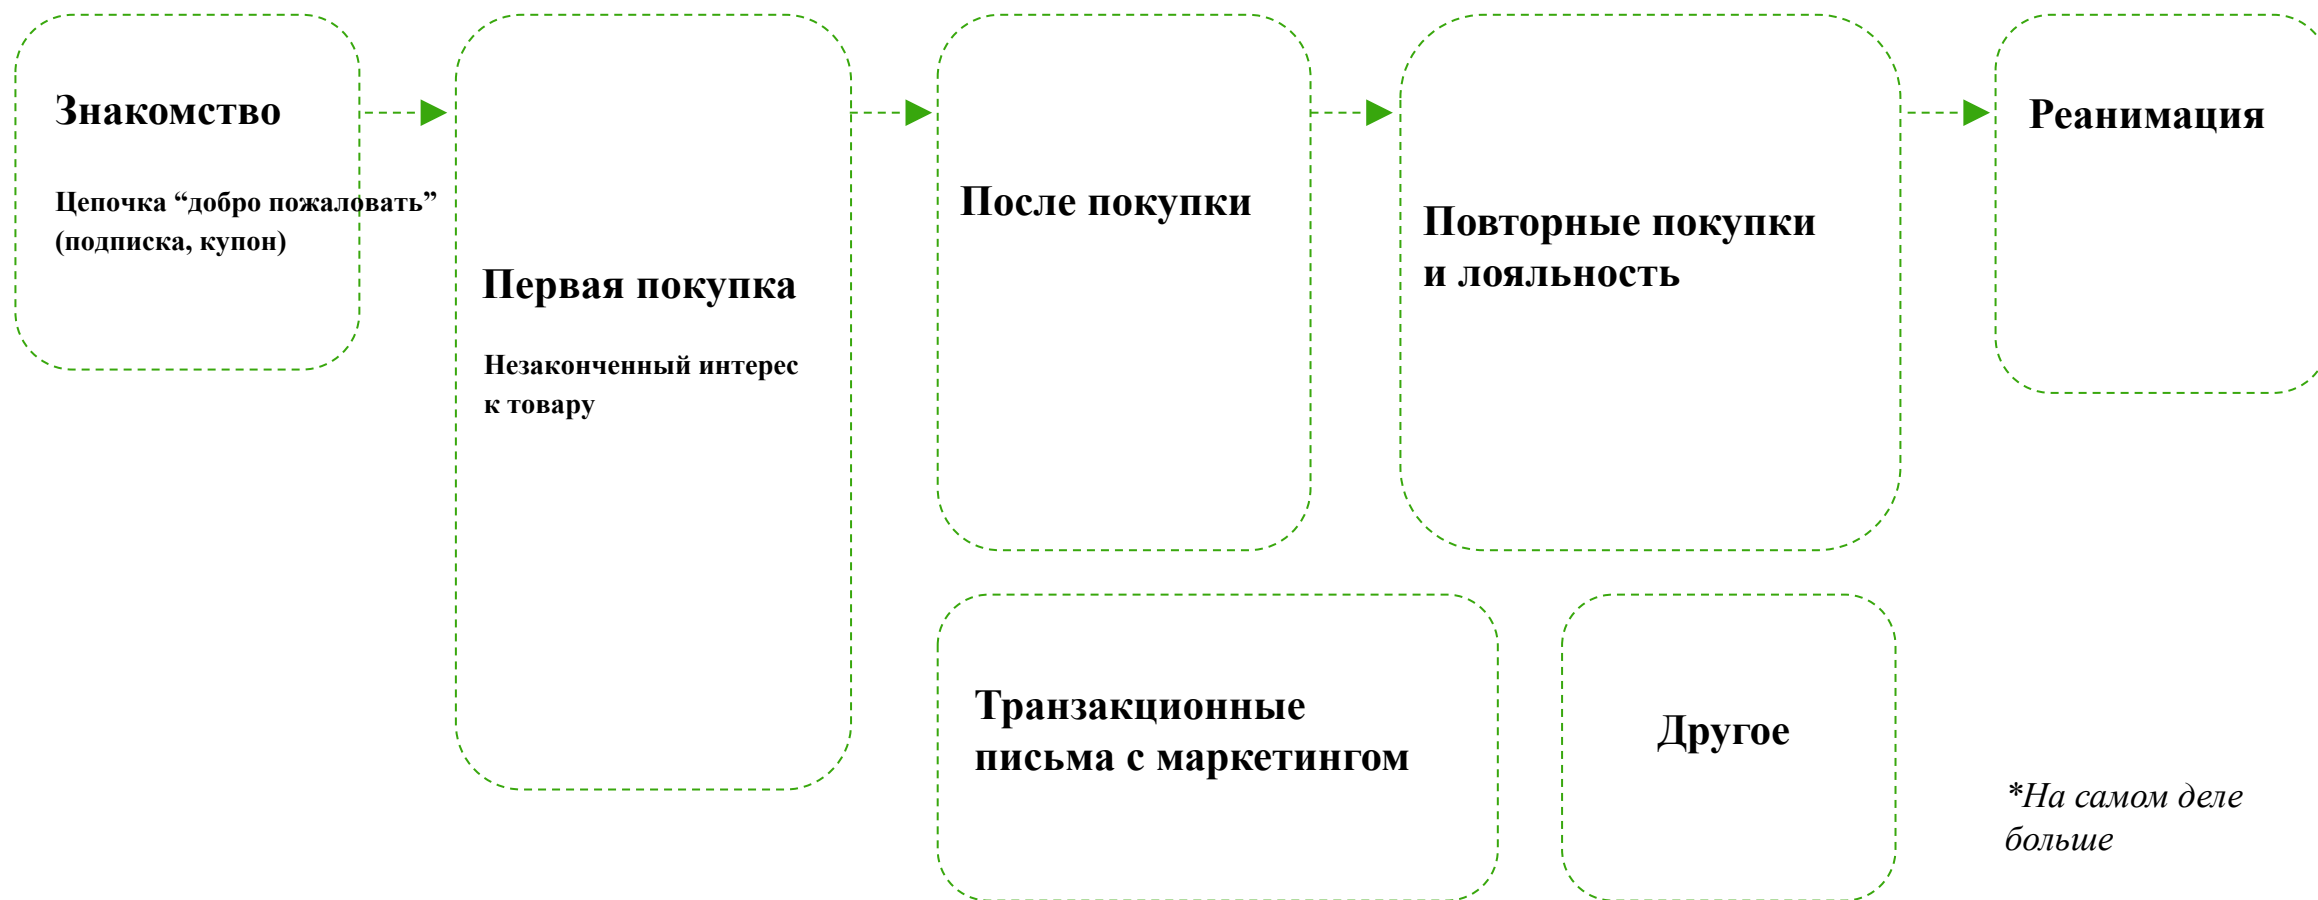 Знакомство
Цепочка “добро пожаловать”
(подписка, купон)
Первая покупка
Незаконченный интерес
к товару
После покупки
Повторные покупки
и лояльность
Реанимация
Транзакционные
письма с маркетингом
Другое
*На самом деле
больше